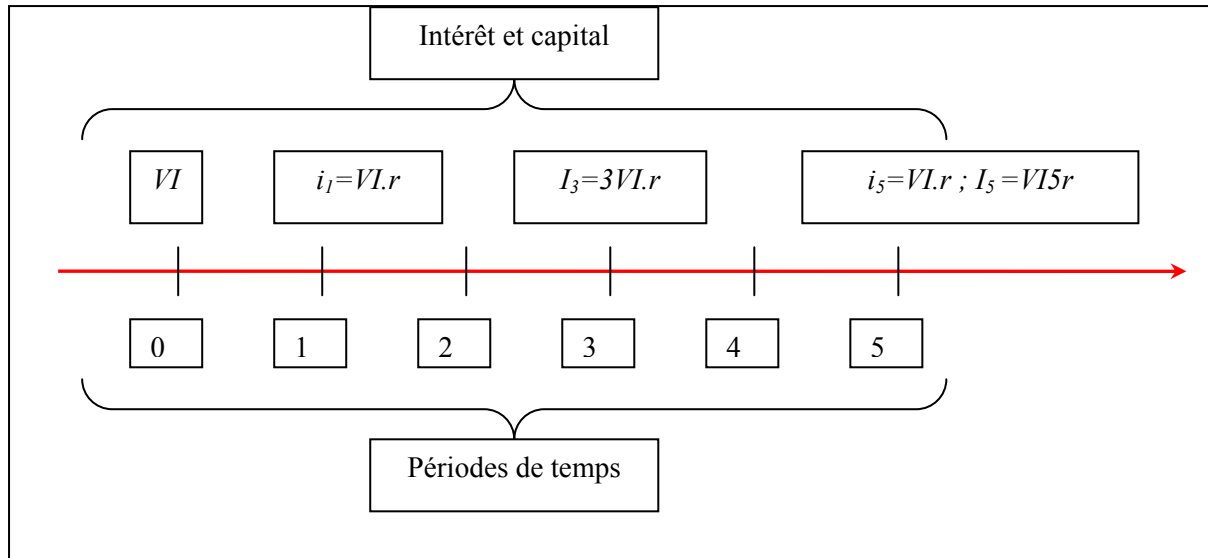 Intérêt et capital
VI
i₁=VI.r
I₃=3VI.r
i₅=VI.r ; I₅ =VI5r
0
1
2
3
4
5
Périodes de temps